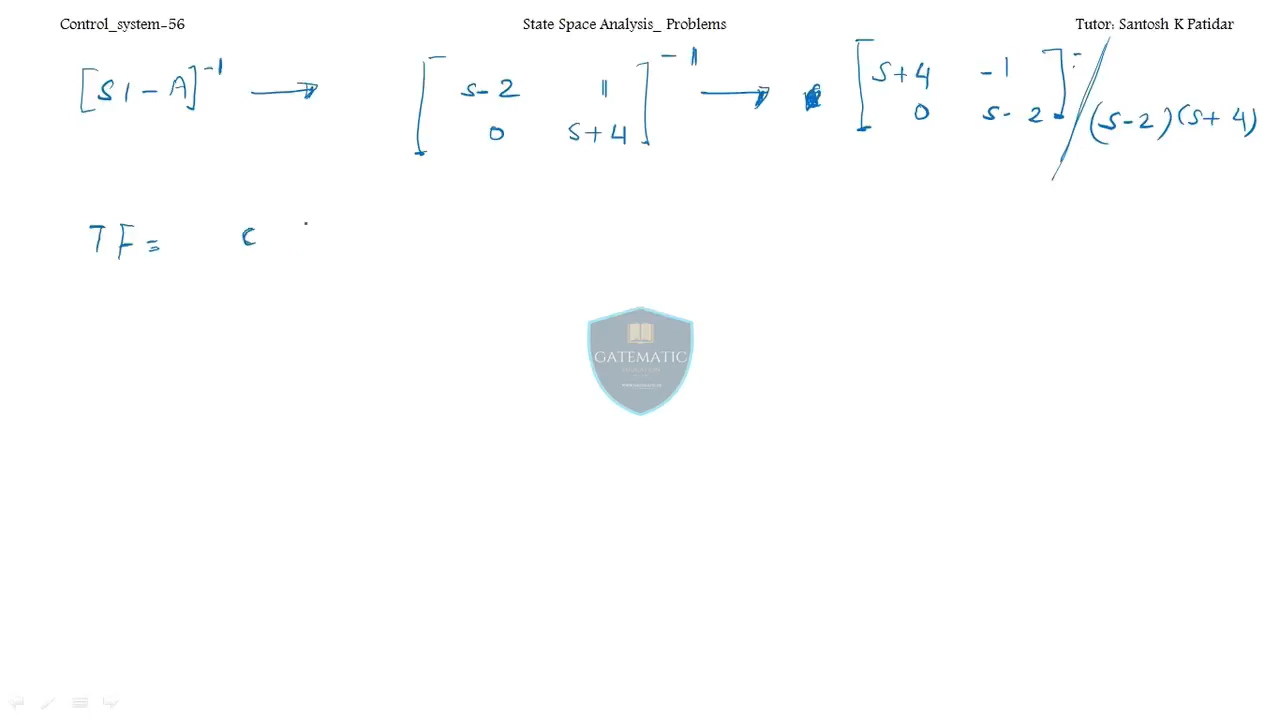 Control_system-56 State Space Analysis_ Problems Tutor: Santosh K Patidar
[SI - A]⁻¹ → [s-2 1 → [s+4 -1
0 s+4]⁻¹ 0 s-2] / (s-2)(s+4)
TF = C
GATEMATIC
EDUCATION